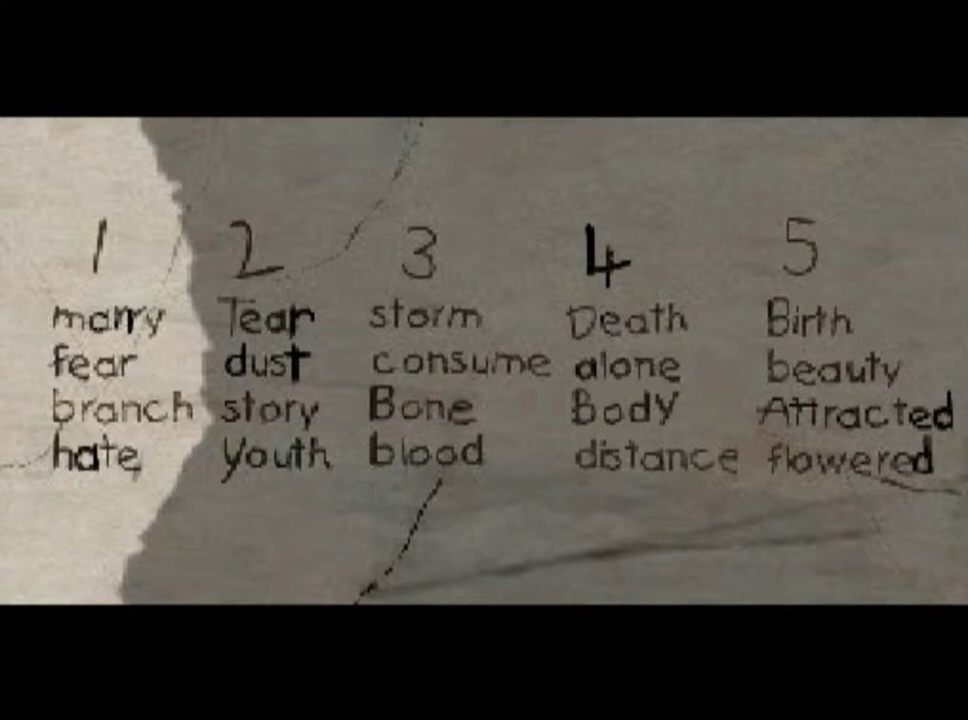 1 2 3 4 5
marry Tear storm Death Birth
fear dust consume alone beauty
branch story Bone Body Attracted
hate youth blood distance flowered